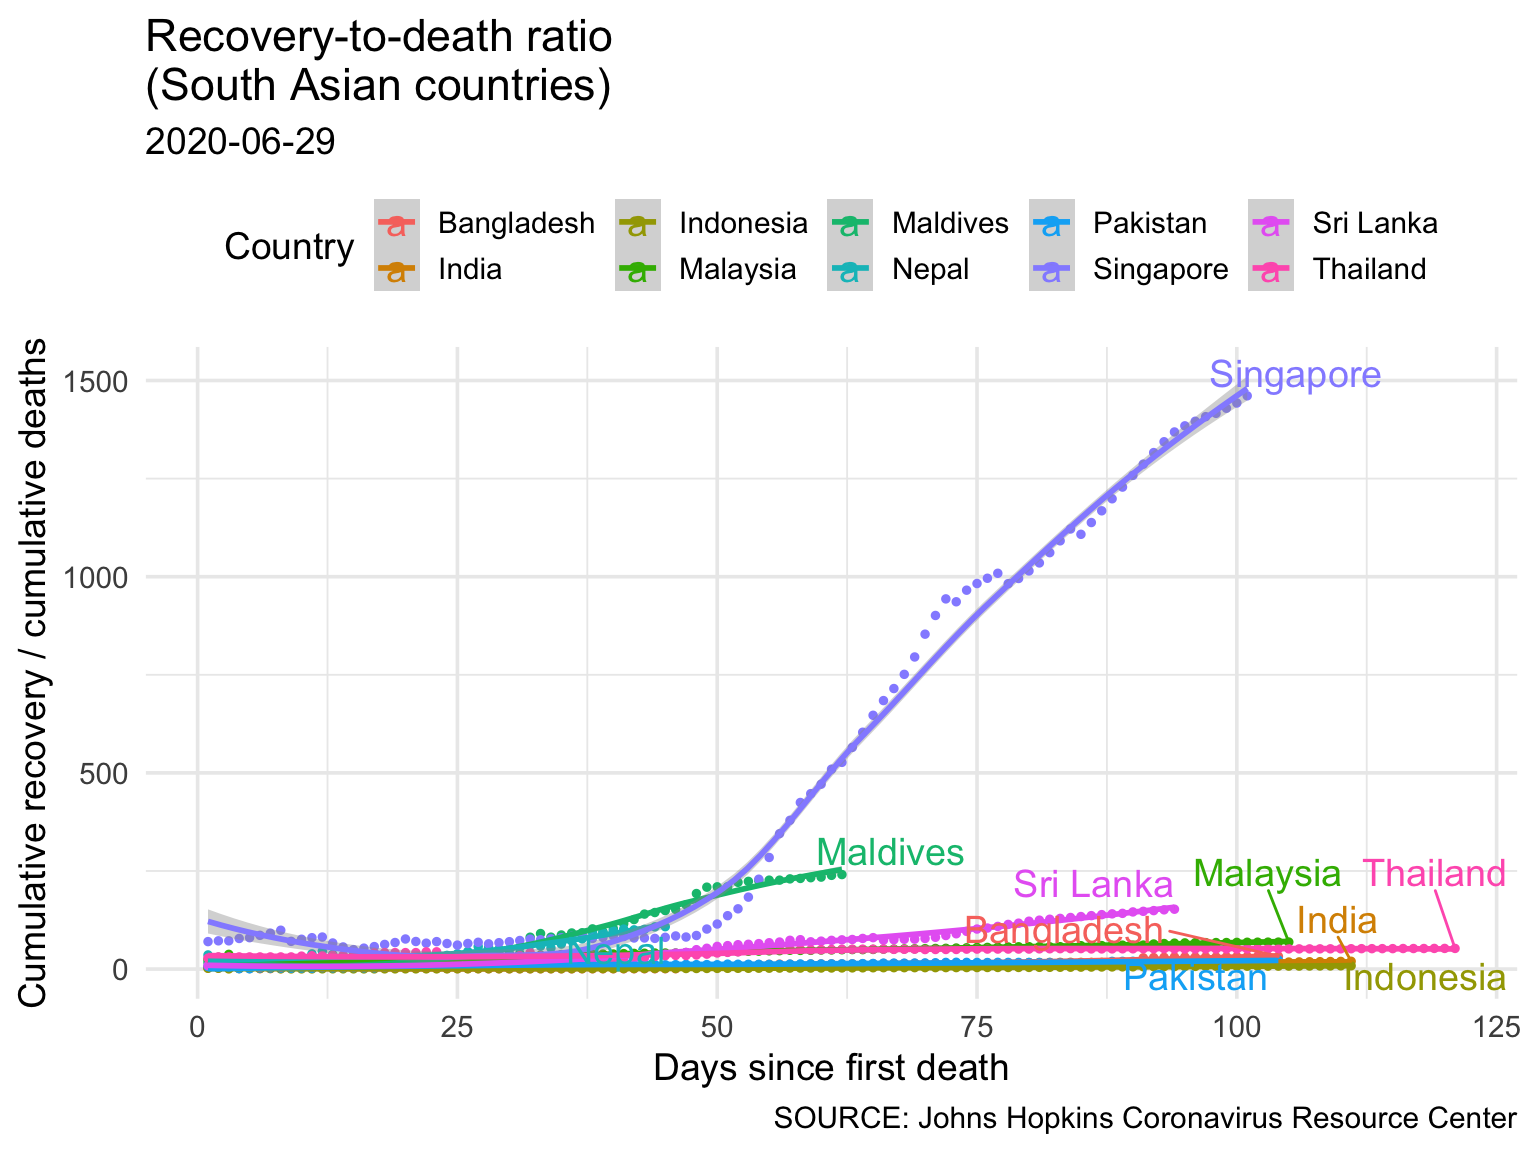 Recovery-to-death ratio
(South Asian countries)
2020-06-29
Country
a Bangladesh a Indonesia a Maldives a Pakistan a Sri Lanka
a India a Malaysia a Nepal a Singapore a Thailand
Cumulative recovery / cumulative deaths
1500
1000
500
0
Singapore
Maldives
Sri Lanka
Malaysia
Thailand
Bangladesh
India
Nepal
Pakistan
Indonesia
0 25 50 75 100 125
Days since first death
SOURCE: Johns Hopkins Coronavirus Resource Center